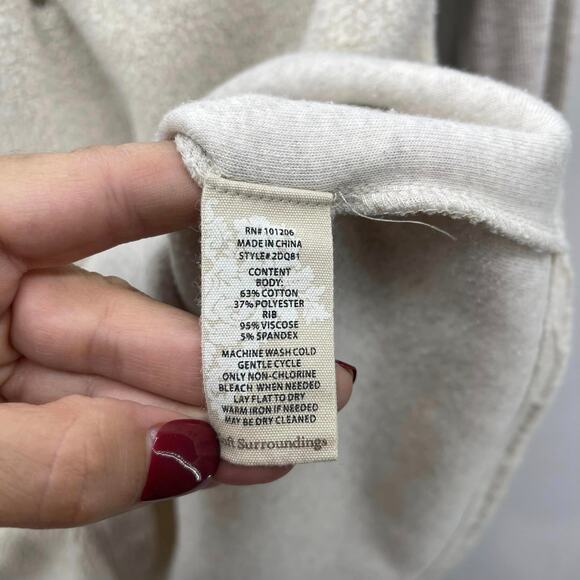 RN# 101206
MADE IN CHINA
STYLE# 2DQ81
CONTENT
BODY:
63% COTTON
37% POLYESTER
RIB
95% VISCOSE
5% SPANDEX
MACHINE WASH COLD
GENTLE CYCLE
ONLY NON-CHLORINE
BLEACH WHEN NEEDED
LAY FLAT TO DRY
WARM IRON IF NEEDED
MAY BE DRY CLEANED
oft Surroundings